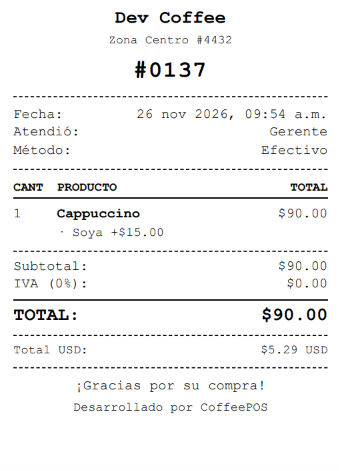 Dev Coffee
Zona Centro #4432
#0137
Fecha: 26 nov 2026, 09:54 a.m.
Atendió: Gerente
Método: Efectivo
CANT PRODUCTO TOTAL
1 Cappuccino $90.00
· Soya +$15.00
Subtotal: $90.00
IVA (0%): $0.00
TOTAL: $90.00
Total USD: $5.29 USD
¡Gracias por su compra!
Desarrollado por CoffeePOS